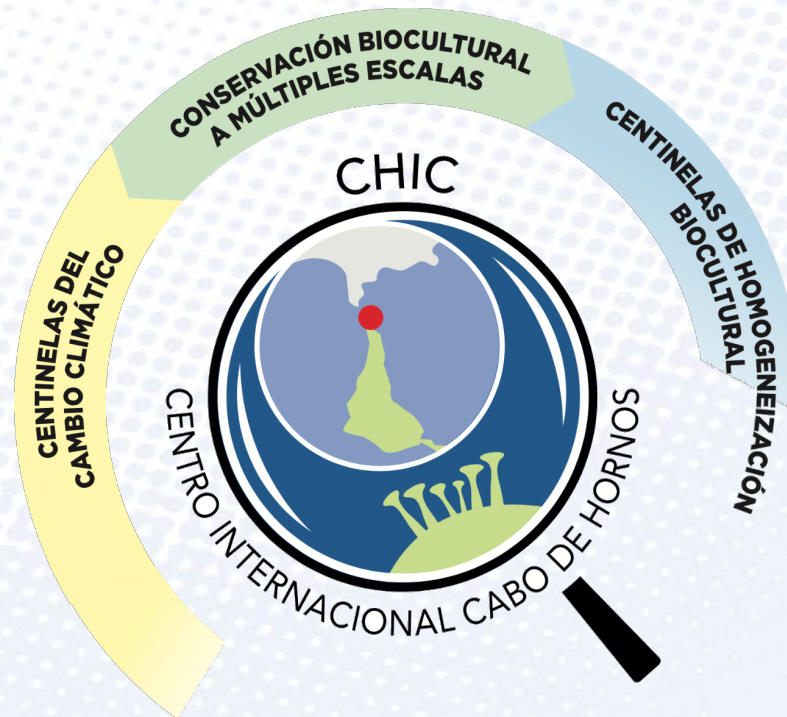 CONSERVACIÓN BIOCULTURAL
A MÚLTIPLES ESCALAS
CENTINELAS DE HOMOGENEIZACIÓN
BIOCULTURAL
CENTINELAS DEL
CAMBIO CLIMÁTICO
CHIC
CENTRO INTERNACIONAL CABO DE HORNOS